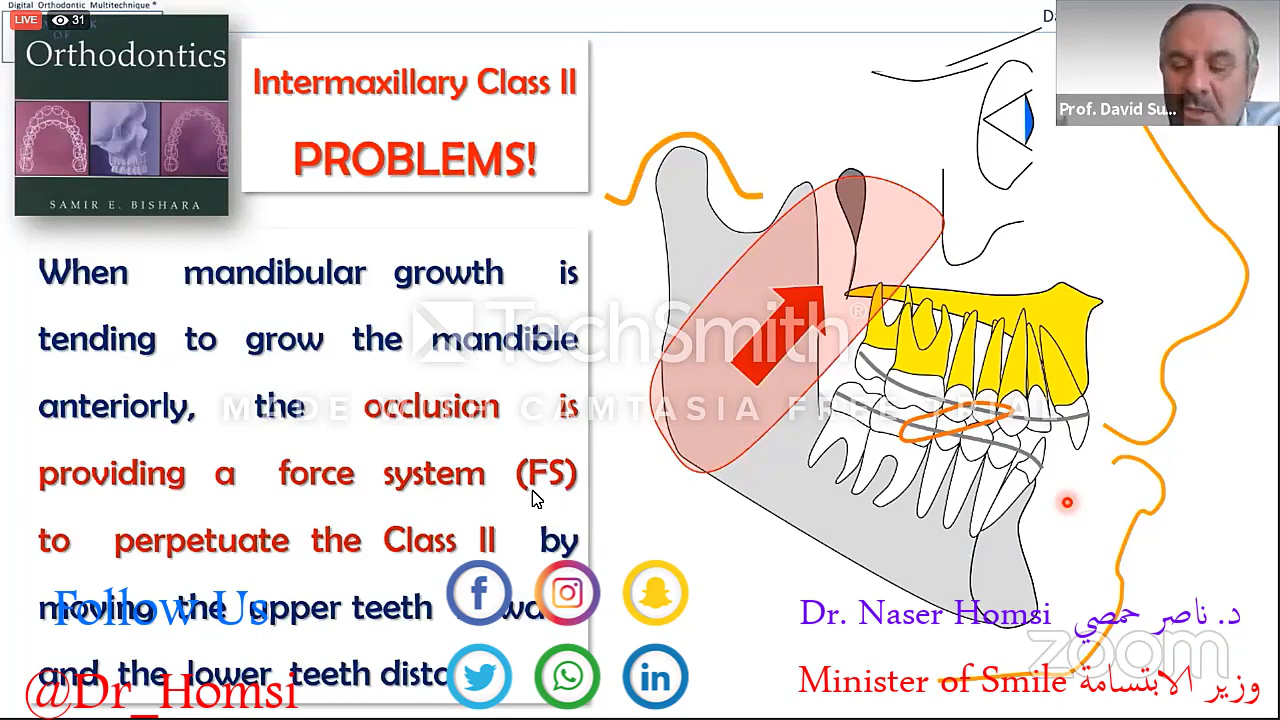 Digital Orthodontic Multitechnique ®
LIVE 31
OF
Orthodontics
SAMIR E. BISHARA
Intermaxillary Class II
PROBLEMS!
Prof. David Su...
When mandibular growth is
tending to grow the mandible
anteriorly, the occlusion is
providing a force system (FS)
to perpetuate the Class II by
moving the upper teeth
and the lower teeth
TechSmith®
MADE WITH CAMTASIA FREE TRIAL
Follow Us
@Dr_Homsi
Dr. Naser Homsi د. ناصر حمصي
zoom
Minister of Smile وزير الابتسامة